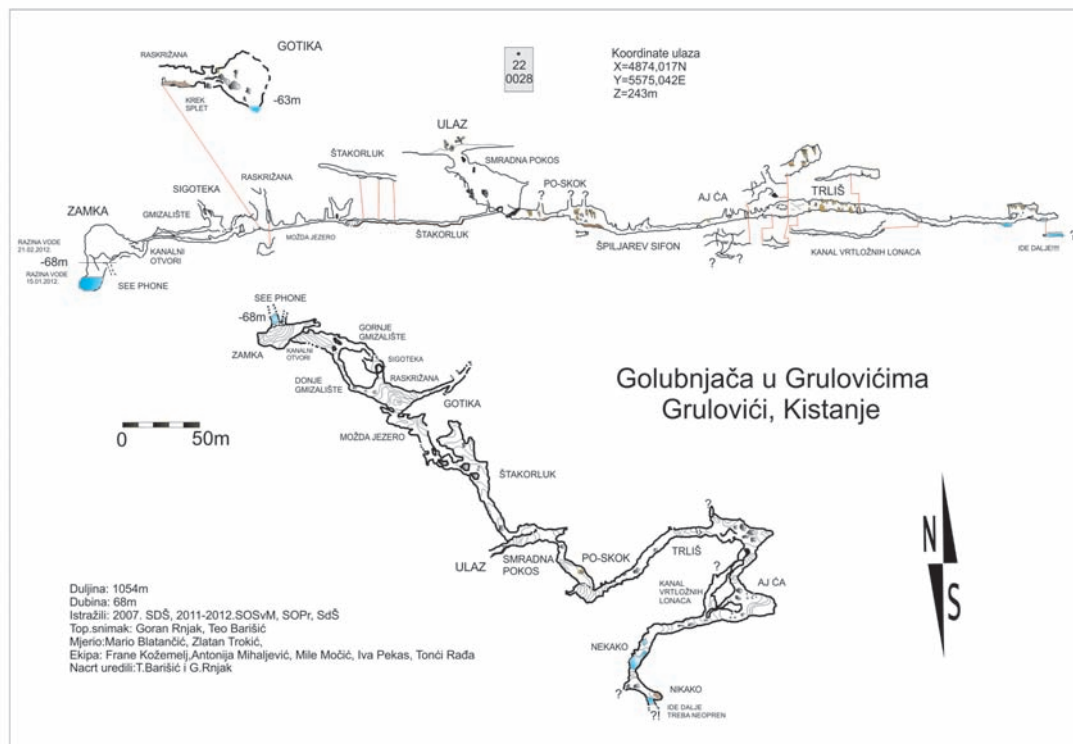 GOTIKA
RASKRIŽANA
KREK
SPLET
-63m
22
0028
Koordinate ulaza
X=4874,017N
Y=5575,042E
Z=243m
ULAZ
ŠTAKORLUK
SMRADNA POKOS
RASKRIŽANA
SIGOTEKA
PO-SKOK
?
? ?
AJ ĆA
?
TRLIŠ
ZAMKA
GMIZALIŠTE
MOŽDA JEZERO
ŠTAKORLUK
ŠPILJAREV SIFON
KANAL VRTLOŽNIH LONACA
IDE DALJE!!!!
?
RAZINA VODE
21.02.2012.
KANALNI
OTVORI
-68m
RAZINA VODE
15.01.2012.
SEE PHONE
?
?
SEE PHONE
-68m
ZAMKA
KANALNI
OTVORI
GORNJE
GMIZALIŠTE
SIGOTEKA
RASKRIŽANA
DONJE
GMIZALIŠTE
GOTIKA
Golubnjača u Grulovićima
Grulovići, Kistanje
0 50m
MOŽDA JEZERO
ŠTAKORLUK
?
N
S
ULAZ
SMRADNA
POKOS
PO-SKOK
TRLIŠ
?
AJ ĆA
KANAL
VRTLOŽNIH
LONACA
NEKAKO
NIKAKO
?
IDE DALJE
TREBA NEOPREN
?!
Duljina: 1054m
Dubina: 68m
Istražili: 2007. SDŠ, 2011-2012.SOSvM, SOPr, SdŠ
Top.snimak: Goran Rnjak, Teo Barišić
Mjerio:Mario Blatančić, Zlatan Trokić,
Ekipa: Frane Kožemelj,Antonija Mihaljević, Mile Močić, Iva Pekas, Tonći Rađa
Nacrt uredili:T.Barišić i G.Rnjak